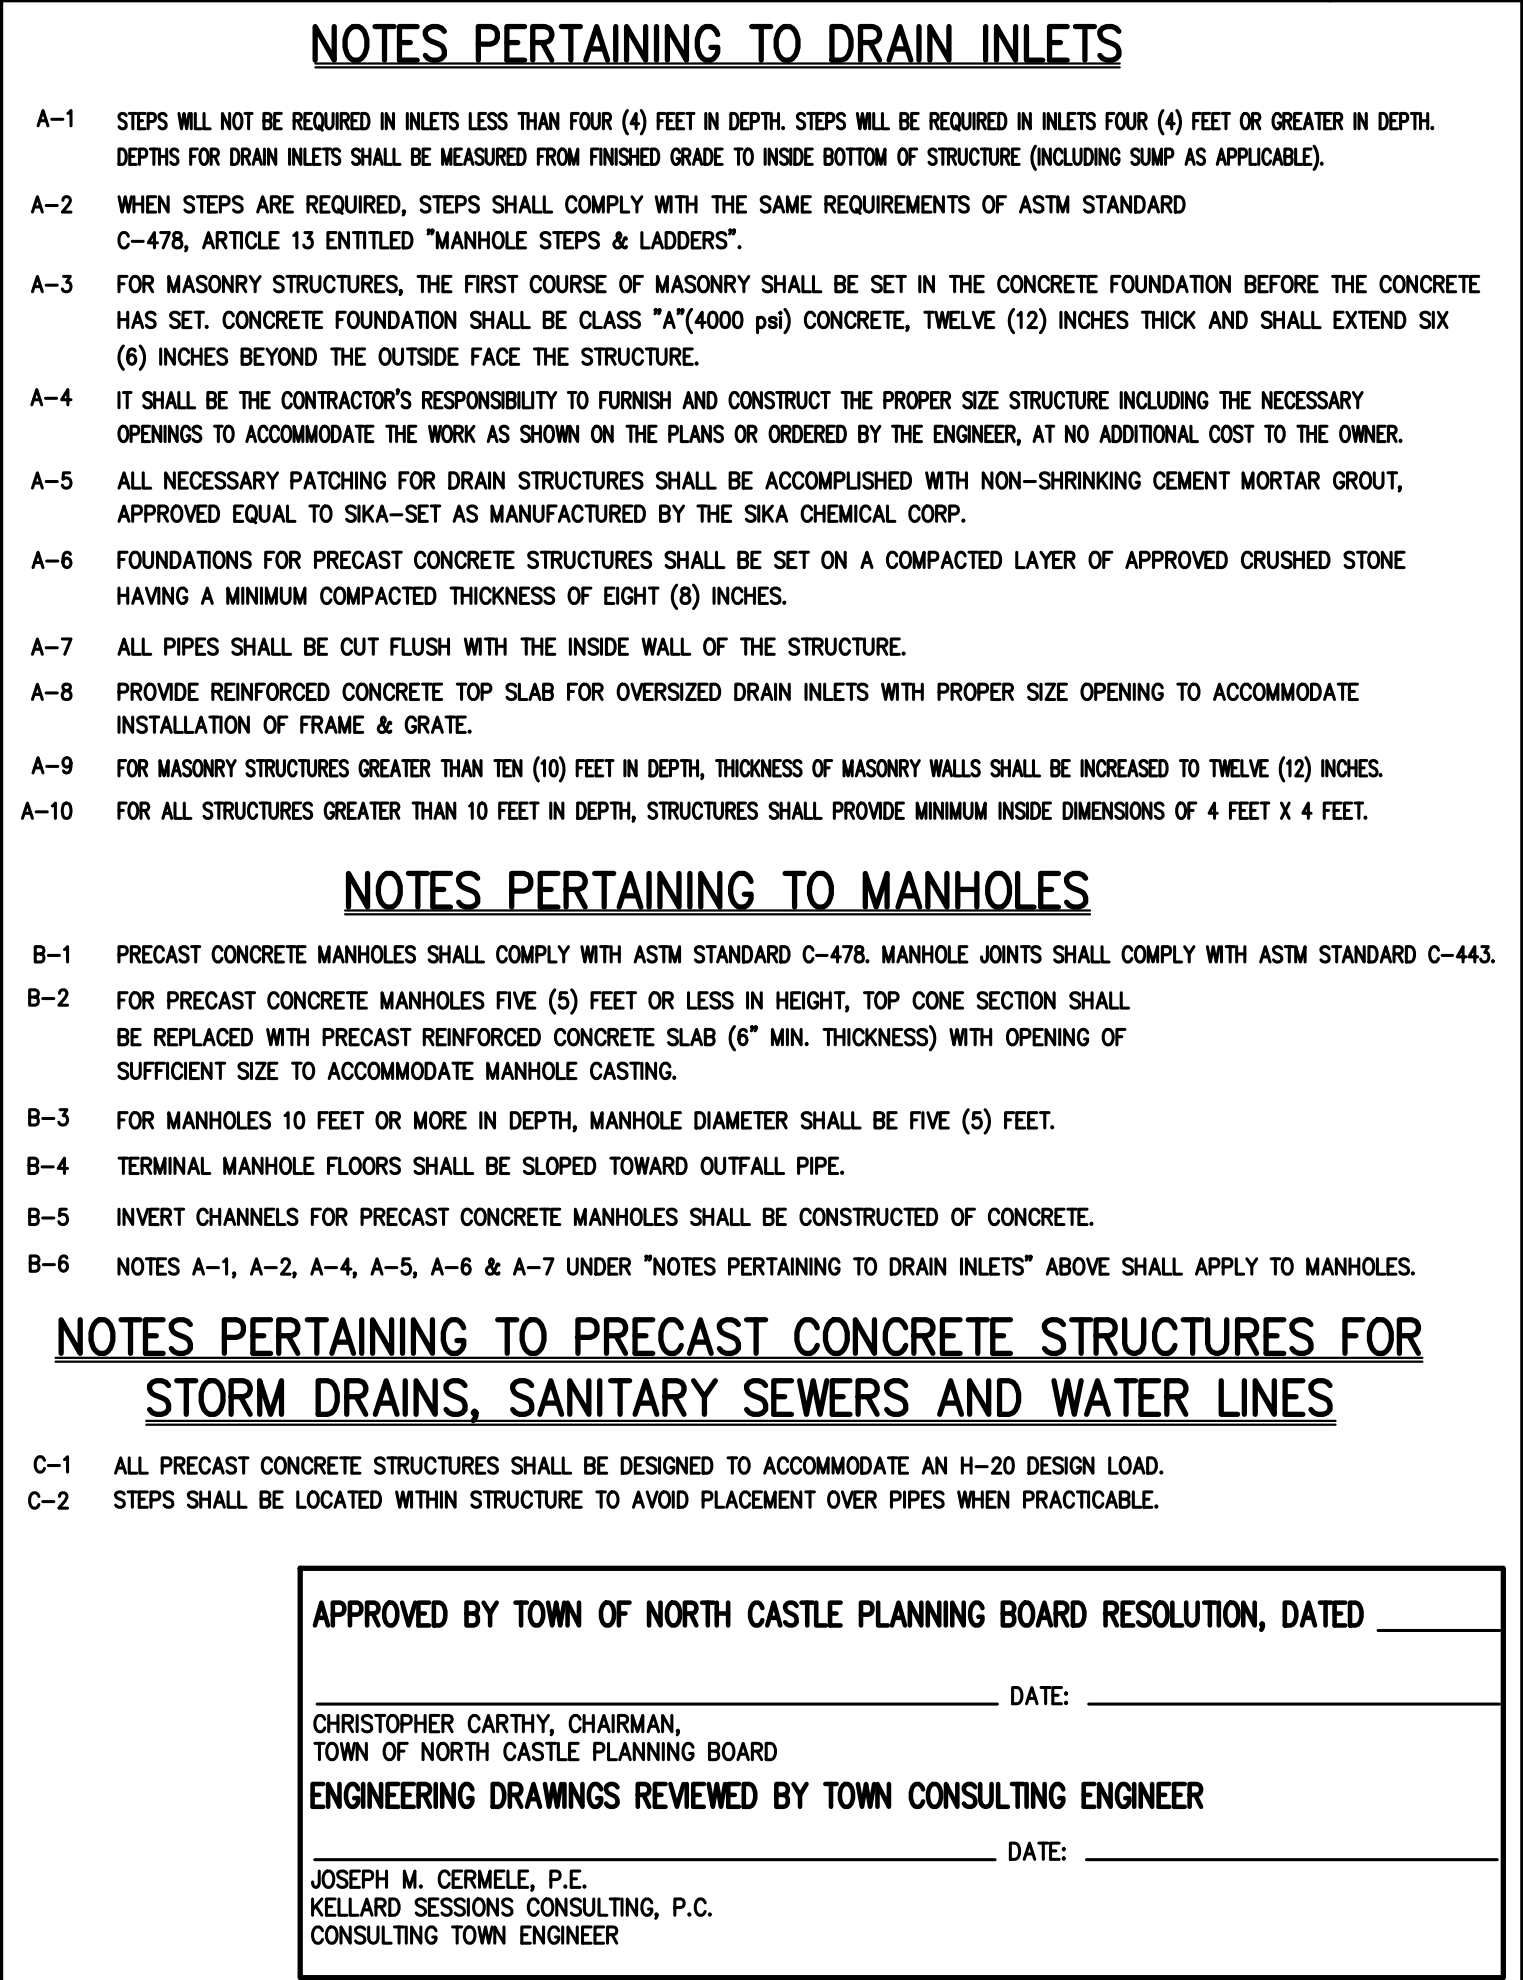 NOTES PERTAINING TO DRAIN INLETS
A-1 STEPS WILL NOT BE REQUIRED IN INLETS LESS THAN FOUR (4) FEET IN DEPTH. STEPS WILL BE REQUIRED IN INLETS FOUR (4) FEET OR GREATER IN DEPTH.
DEPTHS FOR DRAIN INLETS SHALL BE MEASURED FROM FINISHED GRADE TO INSIDE BOTTOM OF STRUCTURE (INCLUDING SUMP AS APPLICABLE).
A-2 WHEN STEPS ARE REQUIRED, STEPS SHALL COMPLY WITH THE SAME REQUIREMENTS OF ASTM STANDARD
C-478, ARTICLE 13 ENTITLED "MANHOLE STEPS & LADDERS".
A-3 FOR MASONRY STRUCTURES, THE FIRST COURSE OF MASONRY SHALL BE SET IN THE CONCRETE FOUNDATION BEFORE THE CONCRETE
HAS SET. CONCRETE FOUNDATION SHALL BE CLASS "A"(4000 psi) CONCRETE, TWELVE (12) INCHES THICK AND SHALL EXTEND SIX
(6) INCHES BEYOND THE OUTSIDE FACE THE STRUCTURE.
A-4 IT SHALL BE THE CONTRACTOR'S RESPONSIBILITY TO FURNISH AND CONSTRUCT THE PROPER SIZE STRUCTURE INCLUDING THE NECESSARY
OPENINGS TO ACCOMMODATE THE WORK AS SHOWN ON THE PLANS OR ORDERED BY THE ENGINEER, AT NO ADDITIONAL COST TO THE OWNER.
A-5 ALL NECESSARY PATCHING FOR DRAIN STRUCTURES SHALL BE ACCOMPLISHED WITH NON-SHRINKING CEMENT MORTAR GROUT,
APPROVED EQUAL TO SIKA-SET AS MANUFACTURED BY THE SIKA CHEMICAL CORP.
A-6 FOUNDATIONS FOR PRECAST CONCRETE STRUCTURES SHALL BE SET ON A COMPACTED LAYER OF APPROVED CRUSHED STONE
HAVING A MINIMUM COMPACTED THICKNESS OF EIGHT (8) INCHES.
A-7 ALL PIPES SHALL BE CUT FLUSH WITH THE INSIDE WALL OF THE STRUCTURE.
A-8 PROVIDE REINFORCED CONCRETE TOP SLAB FOR OVERSIZED DRAIN INLETS WITH PROPER SIZE OPENING TO ACCOMMODATE
INSTALLATION OF FRAME & GRATE.
A-9 FOR MASONRY STRUCTURES GREATER THAN TEN (10) FEET IN DEPTH, THICKNESS OF MASONRY WALLS SHALL BE INCREASED TO TWELVE (12) INCHES.
A-10 FOR ALL STRUCTURES GREATER THAN 10 FEET IN DEPTH, STRUCTURES SHALL PROVIDE MINIMUM INSIDE DIMENSIONS OF 4 FEET X 4 FEET.
NOTES PERTAINING TO MANHOLES
B-1 PRECAST CONCRETE MANHOLES SHALL COMPLY WITH ASTM STANDARD C-478. MANHOLE JOINTS SHALL COMPLY WITH ASTM STANDARD C-443.
B-2 FOR PRECAST CONCRETE MANHOLES FIVE (5) FEET OR LESS IN HEIGHT, TOP CONE SECTION SHALL
BE REPLACED WITH PRECAST REINFORCED CONCRETE SLAB (6" MIN. THICKNESS) WITH OPENING OF
SUFFICIENT SIZE TO ACCOMMODATE MANHOLE CASTING.
B-3 FOR MANHOLES 10 FEET OR MORE IN DEPTH, MANHOLE DIAMETER SHALL BE FIVE (5) FEET.
B-4 TERMINAL MANHOLE FLOORS SHALL BE SLOPED TOWARD OUTFALL PIPE.
B-5 INVERT CHANNELS FOR PRECAST CONCRETE MANHOLES SHALL BE CONSTRUCTED OF CONCRETE.
B-6 NOTES A-1, A-2, A-4, A-5, A-6 & A-7 UNDER "NOTES PERTAINING TO DRAIN INLETS" ABOVE SHALL APPLY TO MANHOLES.
NOTES PERTAINING TO PRECAST CONCRETE STRUCTURES FOR
STORM DRAINS, SANITARY SEWERS AND WATER LINES
C-1 ALL PRECAST CONCRETE STRUCTURES SHALL BE DESIGNED TO ACCOMMODATE AN H-20 DESIGN LOAD.
C-2 STEPS SHALL BE LOCATED WITHIN STRUCTURE TO AVOID PLACEMENT OVER PIPES WHEN PRACTICABLE.
APPROVED BY TOWN OF NORTH CASTLE PLANNING BOARD RESOLUTION, DATED
DATE:
CHRISTOPHER CARTHY, CHAIRMAN,
TOWN OF NORTH CASTLE PLANNING BOARD
ENGINEERING DRAWINGS REVIEWED BY TOWN CONSULTING ENGINEER
DATE:
JOSEPH M. CERMELE, P.E.
KELLARD SESSIONS CONSULTING, P.C.
CONSULTING TOWN ENGINEER